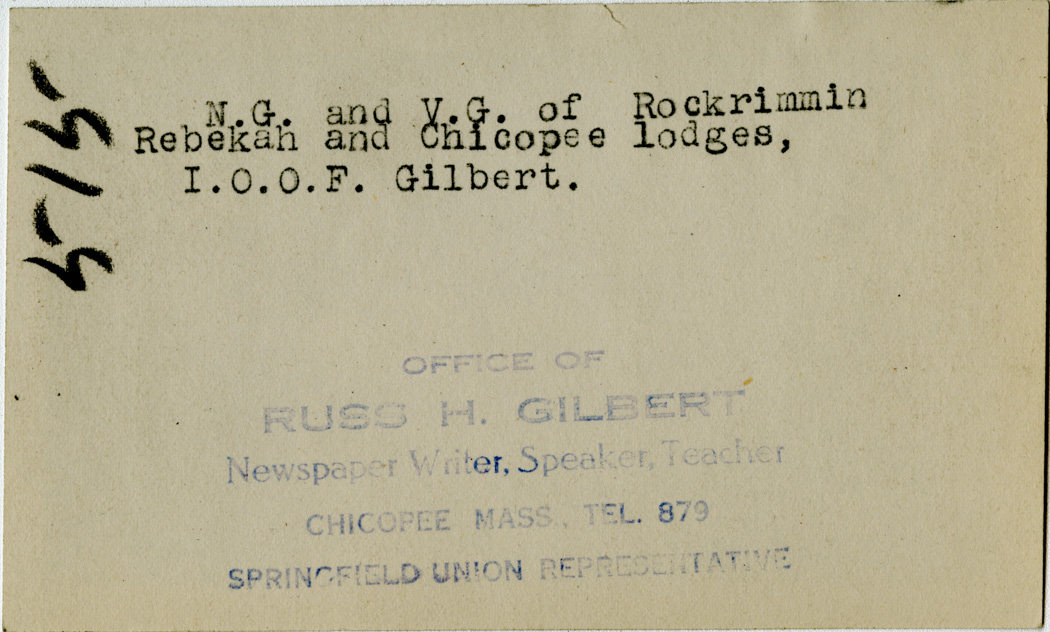 N.G. and V.G. of Rockrimmin
Rebekah and Chicopee lodges,
I.O.O.F. Gilbert.
5-15-
OFFICE OF
RUSS H. GILBERT
Newspaper Writer, Speaker, Teacher
CHICOPEE MASS., TEL. 879
SPRINGFIELD UNION REPRESENTATIVE